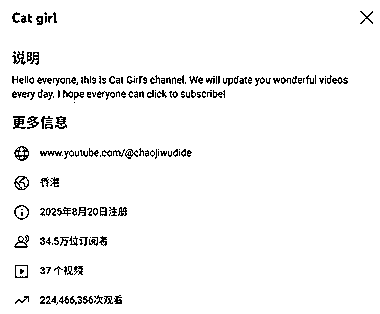 Cat girl
说明
Hello everyone, this is Cat Girl's channel. We will update you wonderful videos
every day. I hope everyone can click to subscribe!
更多信息
www.youtube.com/@chaojiwudide
香港
2025年8月20日注册
34.5万位订阅者
37 个视频
224,466,356次观看